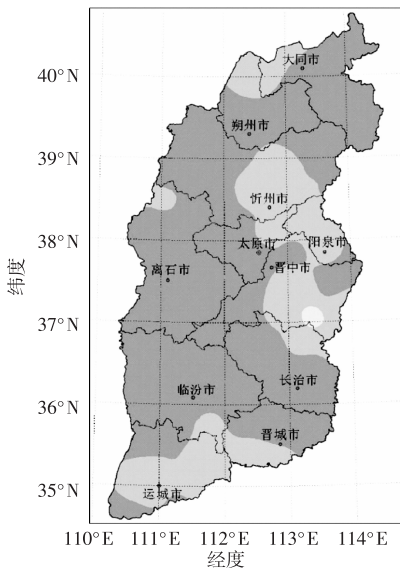 40°N
39°N
38°N
37°N
36°N
35°N
纬度
大同市
朔州市
忻州市
太原市
阳泉市
晋中市
离石市
临汾市
长治市
晋城市
运城市
110°E 111°E 112°E 113°E 114°E
经度